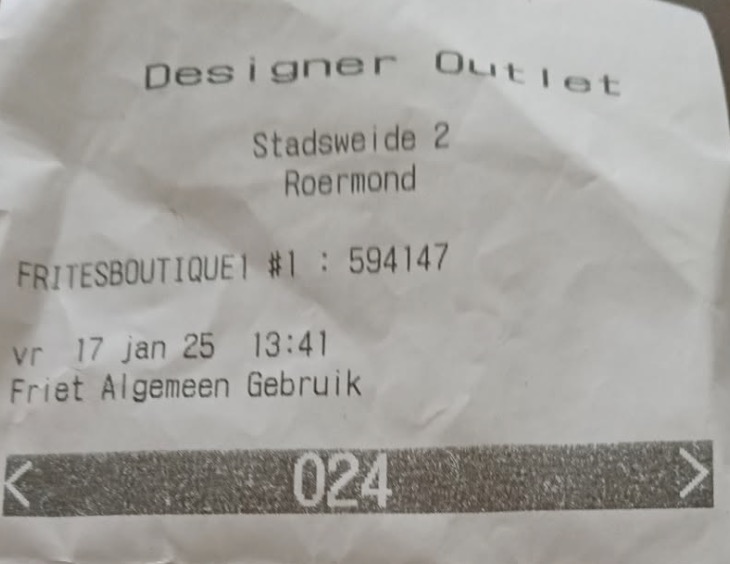 Designer Outlet
Stadsweide 2
Roermond
FRITESBOUTIQUE1 #1 : 594147
vr 17 jan 25 13:41
Friet Algemeen Gebruik
< 024 >